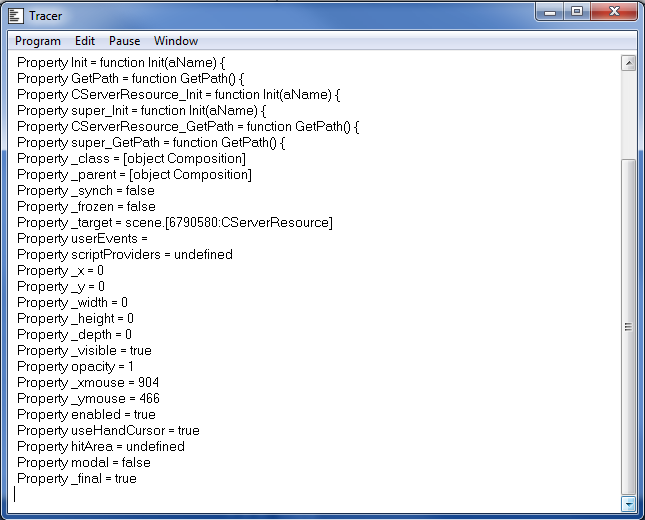 Tracer
Program Edit Pause Window
Property Init = function Init(aName) {
Property GetPath = function GetPath() {
Property CServerResource_Init = function Init(aName) {
Property super_Init = function Init(aName) {
Property CServerResource_GetPath = function GetPath() {
Property super_GetPath = function GetPath() {
Property _class = [object Composition]
Property _parent = [object Composition]
Property _synch = false
Property _frozen = false
Property _target = scene.[6790580:CServerResource]
Property userEvents =
Property scriptProviders = undefined
Property _x = 0
Property _y = 0
Property _width = 0
Property _height = 0
Property _depth = 0
Property _visible = true
Property opacity = 1
Property _xmouse = 904
Property _ymouse = 466
Property enabled = true
Property useHandCursor = true
Property hitArea = undefined
Property modal = false
Property _final = true